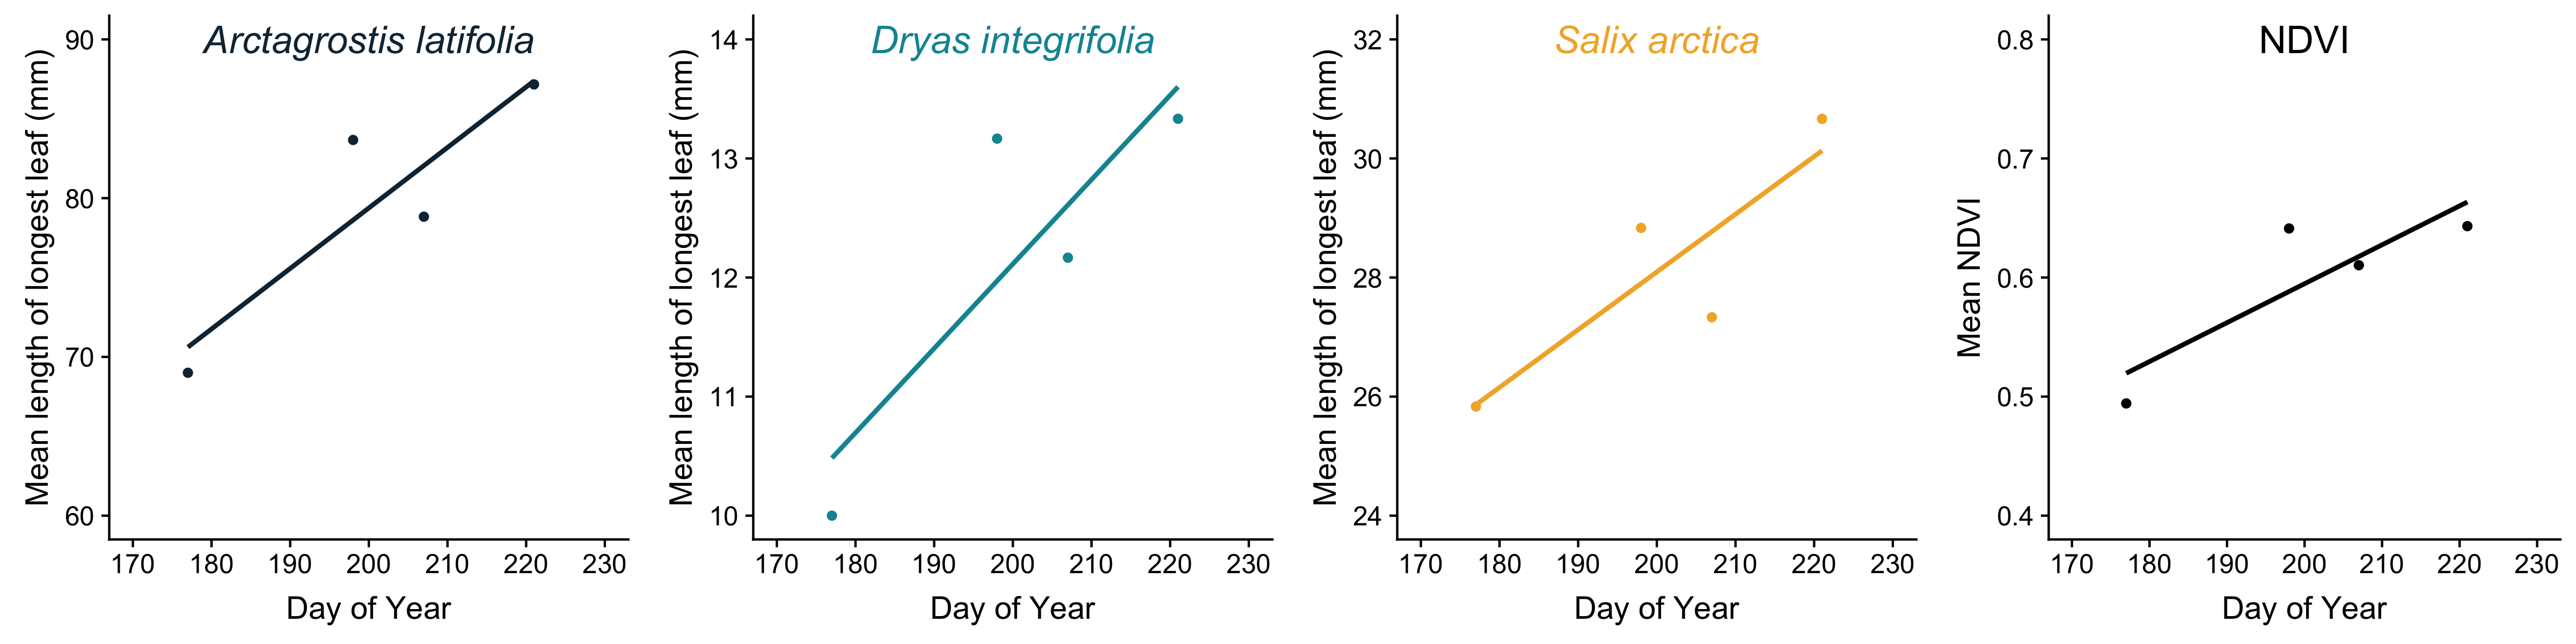 Arctagrostis latifolia
Mean length of longest leaf (mm)
90
80
70
60
170 180 190 200 210 220 230
Day of Year
Dryas integrifolia
Mean length of longest leaf (mm)
14
13
12
11
10
170 180 190 200 210 220 230
Day of Year
Salix arctica
Mean length of longest leaf (mm)
32
30
28
26
24
170 180 190 200 210 220 230
Day of Year
NDVI
Mean NDVI
0.8
0.7
0.6
0.5
0.4
170 180 190 200 210 220 230
Day of Year